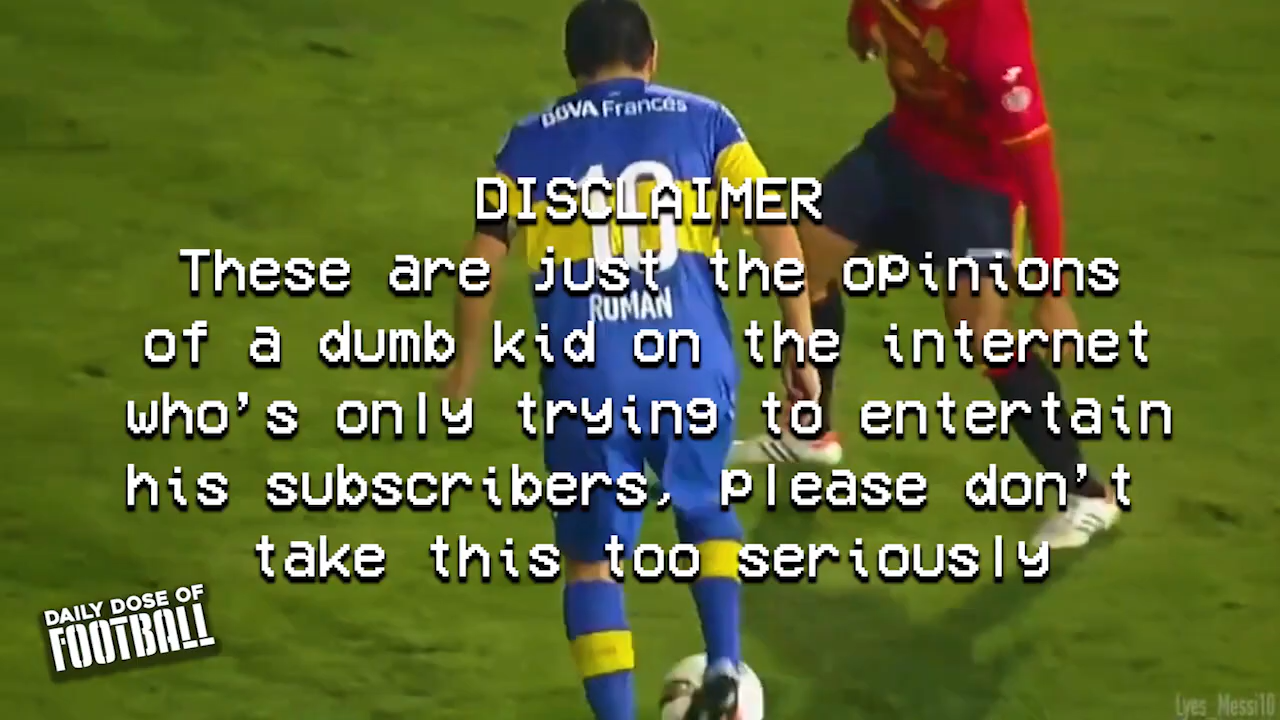 BBVA Francés
10
ROMAN
DISCLAIMER
These are just the opinions
of a dumb kid on the internet
who's only trying to entertain
his subscribers, please don't
take this too seriously
DAILY DOSE OF
FOOTBALL
Lyes_Messi10